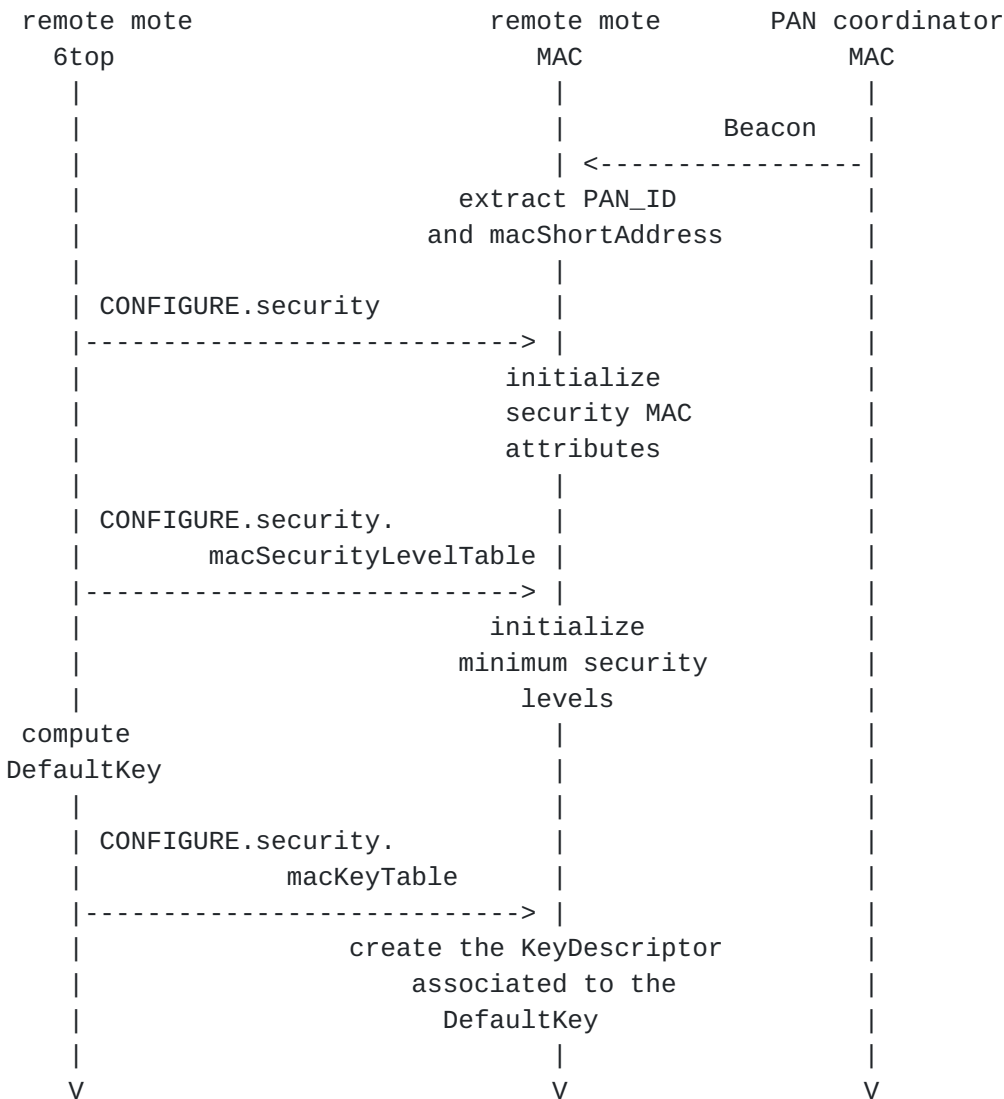 remote mote                   remote mote       PAN coordinator
   6top                           MAC                 MAC
    |                              |                   |
    |                              |          Beacon   |
    |                              | <-----------------|
    |                        extract PAN_ID            |
    |                      and macShortAddress         |
    |                              |                   |
    | CONFIGURE.security           |                   |
    |----------------------------> |                   |
    |                           initialize             |
    |                           security MAC           |
    |                           attributes             |
    |                              |                   |
    | CONFIGURE.security.          |                   |
    |        macSecurityLevelTable |                   |
    |----------------------------> |                   |
    |                          initialize              |
    |                        minimum security          |
    |                            levels                |
 compute                           |                   |
DefaultKey                         |                   |
    |                              |                   |
    | CONFIGURE.security.          |                   |
    |             macKeyTable      |                   |
    |----------------------------> |                   |
    |                 create the KeyDescriptor         |
    |                     associated to the            |
    |                       DefaultKey                 |
    |                              |                   |
    V                              V                   V